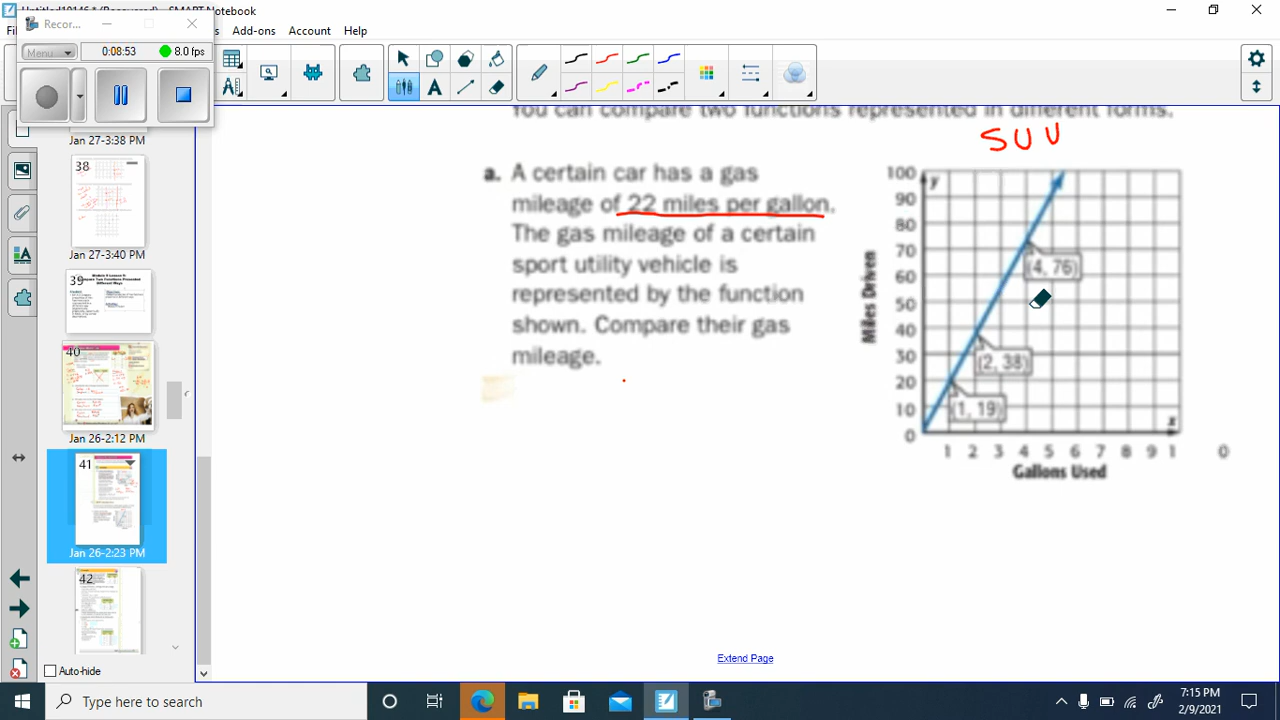 Untitled10146 * (Recovered) - SMART Notebook
Recor...
Add-ons Account Help
Menu 0:08:53 8.0 fps
Jan 27-3:38 PM
38
Jan 27-3:40 PM
39
40
Jan 26-2:12 PM
41
Jan 26-2:23 PM
42
Auto-hide
You can compare two functions represented in different forms.
SUV
a. A certain car has a gas
mileage of 22 miles per gallon.
The gas mileage of a certain
sport utility vehicle is
represented by the function
shown. Compare their gas
mileage.
100
90
80
70
60
50
40
30
20
10
0
y
x
(4, 76)
(2, 38)
(1, 19)
Miles Driven
1 2 3 4 5 6 7 8 9 1 0
Gallons Used
Extend Page
Type here to search
7:15 PM
2/9/2021